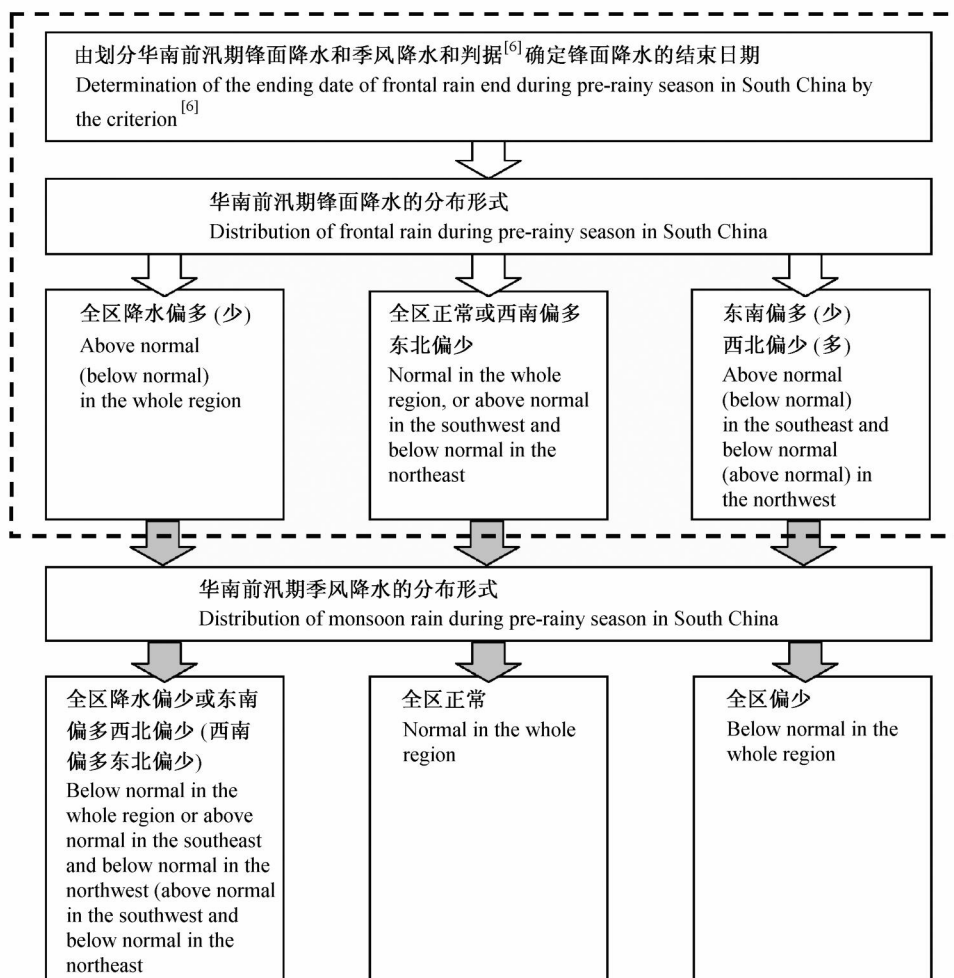 由划分华南前汛期锋面降水和季风降水和判据[6]确定锋面降水的结束日期
Determination of the ending date of frontal rain end during pre-rainy season in South China by
the criterion [6]
华南前汛期锋面降水的分布形式
Distribution of frontal rain during pre-rainy season in South China
全区降水偏多 (少)
Above normal
(below normal)
in the whole region
全区正常或西南偏多
东北偏少
Normal in the whole
region, or above normal
in the southwest and
below normal in the
northeast
东南偏多 (少)
西北偏少 (多)
Above normal
(below normal)
in the southeast and
below normal
(above normal) in
the northwest
华南前汛期季风降水的分布形式
Distribution of monsoon rain during pre-rainy season in South China
全区降水偏少或东南
偏多西北偏少 (西南
偏多东北偏少)
Below normal in the
whole region or above
normal in the southeast
and below normal in the
northwest (above normal
in the southwest and
below normal in the
northeast
全区正常
Normal in the whole
region
全区偏少
Below normal in the
whole region